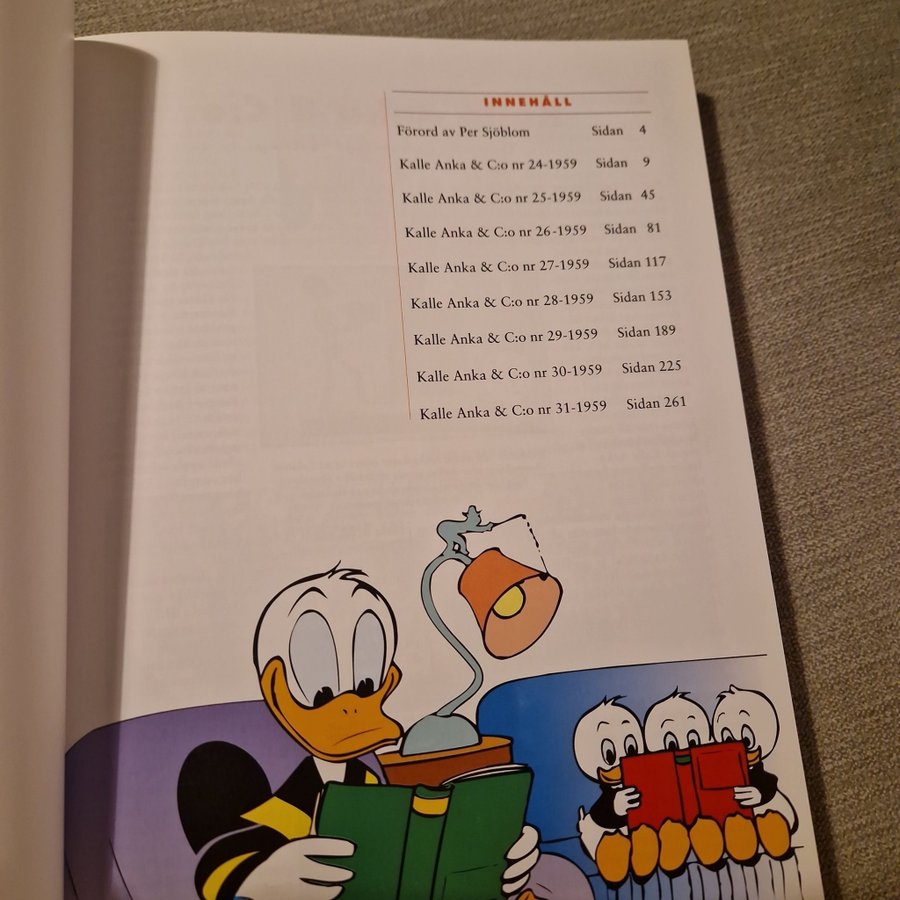 INNEHÅLL
Förord av Per Sjöblom Sidan 4
Kalle Anka & C:o nr 24-1959 Sidan 9
Kalle Anka & C:o nr 25-1959 Sidan 45
Kalle Anka & C:o nr 26-1959 Sidan 81
Kalle Anka & C:o nr 27-1959 Sidan 117
Kalle Anka & C:o nr 28-1959 Sidan 153
Kalle Anka & C:o nr 29-1959 Sidan 189
Kalle Anka & C:o nr 30-1959 Sidan 225
Kalle Anka & C:o nr 31-1959 Sidan 261